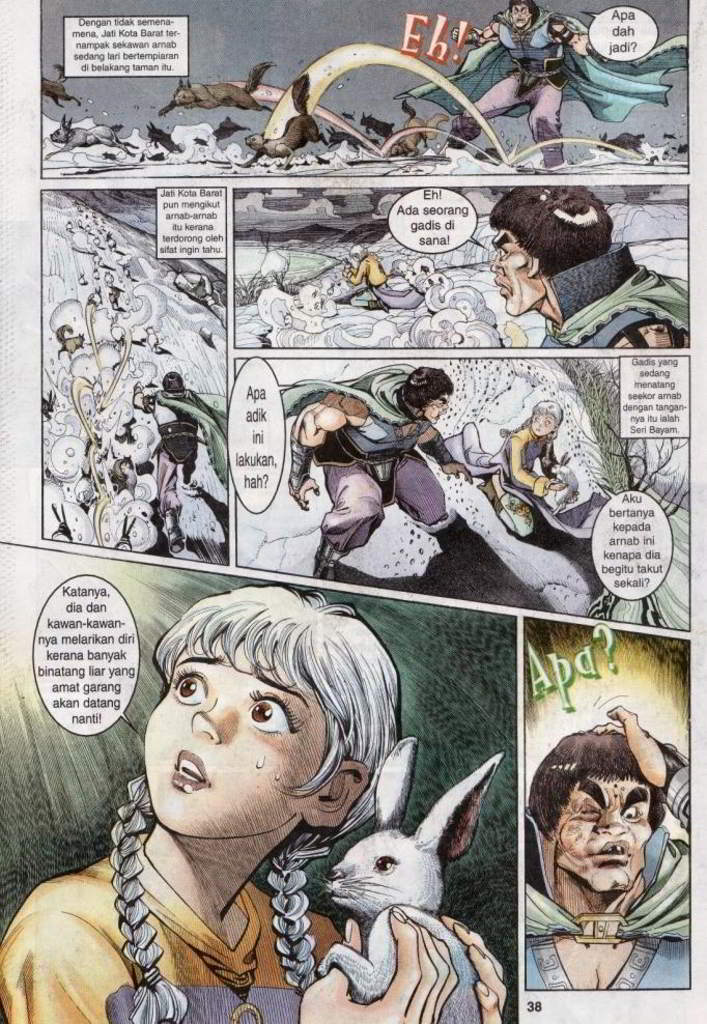 Dengan tidak semena-
mena, Jati Kota Barat ter-
nampak sekawan arnab
sedang lari bertempiaran
di belakang taman itu.
Eh!
Apa
dah
jadi?
Jati Kota Barat
pun mengikut
arnab-arnab
itu kerana
terdorong oleh
sifat ingin tahu.
Eh!
Ada seorang
gadis di
sana!
Apa
adik
ini
lakukan,
hah?
Gadis yang
sedang
menatang
seekor arnab
dengan tangan-
nya itu ialah
Seri Bayam.
Aku
bertanya
kepada
arnab ini
kenapa dia
begitu takut
sekali?
Katanya,
dia dan
kawan-kawan-
nya melarikan diri
kerana banyak
binatang liar yang
amat garang
akan datang
nanti!
Apa?
38